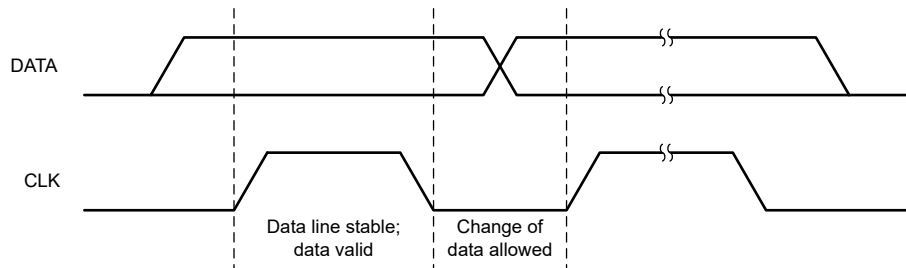 DATA
CLK
Data line stable;
data valid
Change of
data allowed